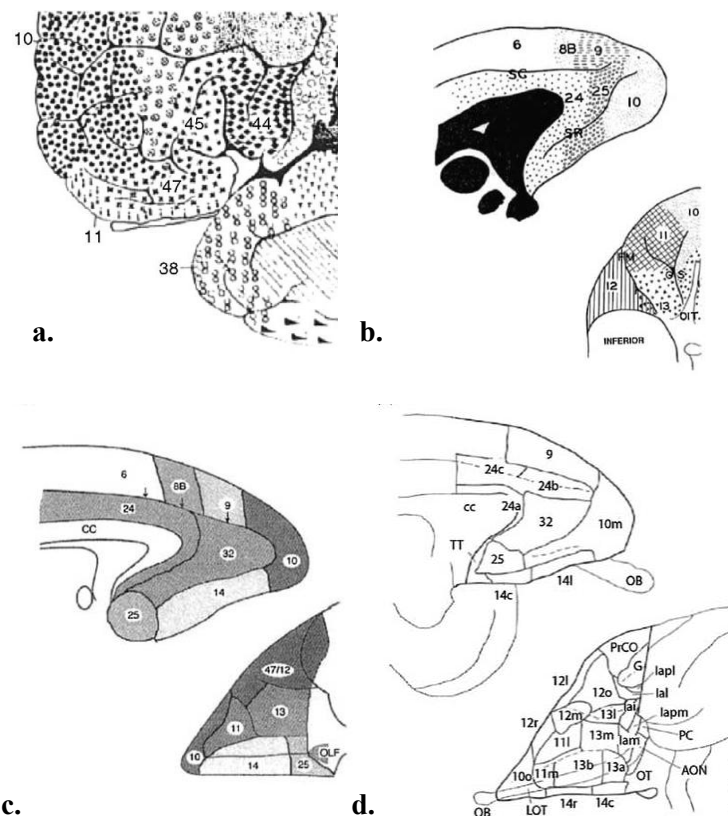 10
45
44
47
11
38
a.
6
8B
9
SC
25
24
10
SR
10
11
FM
O S
12
13
OIT
INFERIOR
b.
6
8B
9
24
CC
32
10
14
25
47/12
13
11
OLF
10
14
25
c.
d.
9
24c
24b
cc
24a
32
10m
TT
25
14c
14l
OB
PrCO
G
Iapl
12l
12o
Ial
Iai
12m
13l
Iapm
12r
13m
PC
11l
Iam
13b
13a
10o
11m
OT
AON
OB
LOT
14r
14c